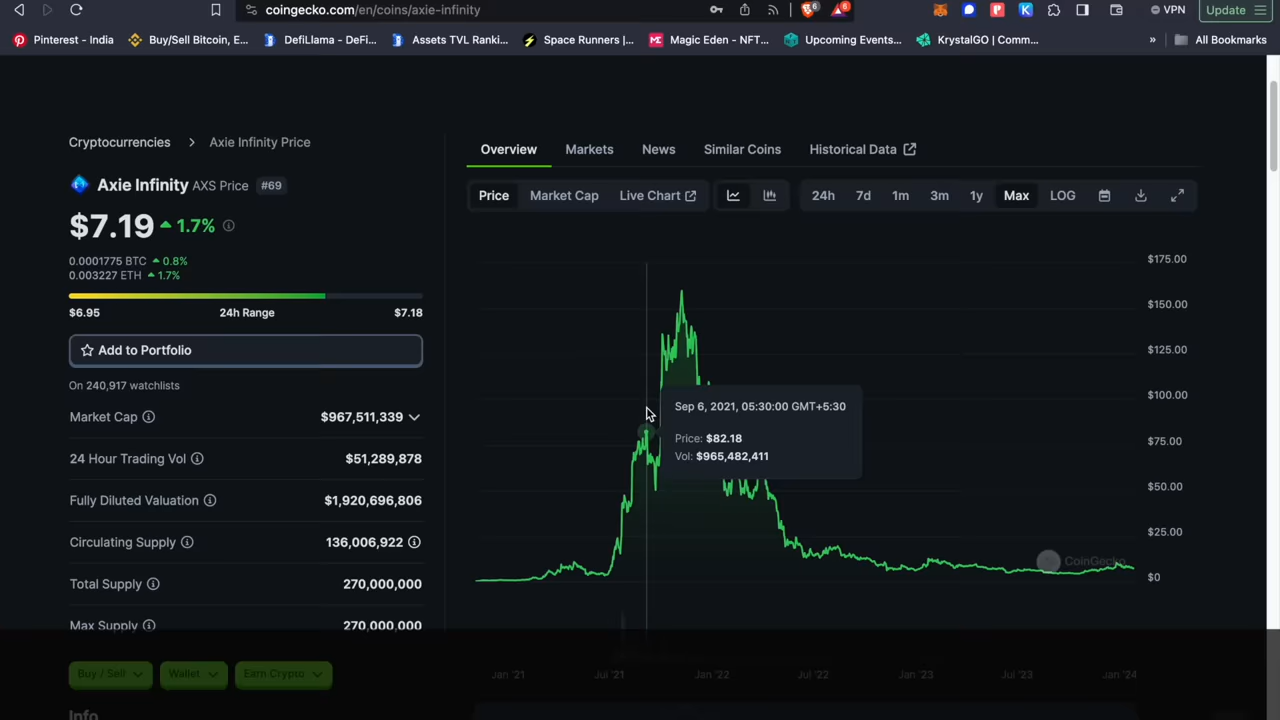 coingecko.com/en/coins/axie-infinity
6
4
VPN
Update
Pinterest - India
Buy/Sell Bitcoin, E...
DefiLlama - DeFi...
Assets TVL Ranki...
Space Runners |...
Magic Eden - NFT...
Upcoming Events...
KrystalGO | Comm...
»
All Bookmarks
Cryptocurrencies > Axie Infinity Price
Axie Infinity AXS Price #69
$7.19 1.7%
0.0001775 BTC 0.8%
0.003227 ETH 1.7%
$6.95 24h Range $7.18
Add to Portfolio
On 240,917 watchlists
Market Cap $967,511,339
24 Hour Trading Vol $51,289,878
Fully Diluted Valuation $1,920,696,806
Circulating Supply 136,006,922
Total Supply 270,000,000
Max Supply 270,000,000
Buy / Sell Wallet Earn Crypto
Info
Overview Markets News Similar Coins Historical Data
Price Market Cap Live Chart 24h 7d 1m 3m 1y Max LOG
$175.00
$150.00
$125.00
$100.00
$75.00
$50.00
$25.00
$0
Sep 6, 2021, 05:30:00 GMT+5:30
Price: $82.18
Vol: $965,482,411
CoinGecko
Jan '21 Jul '21 Jan '22 Jul '22 Jan '23 Jul '23 Jan '24